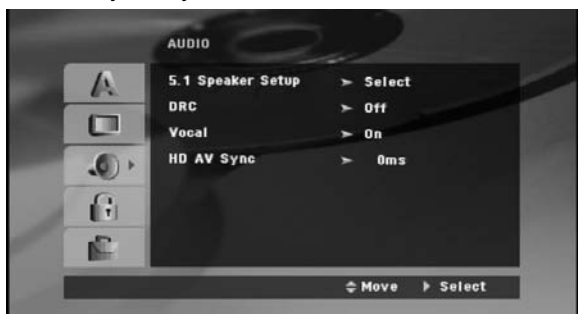 AUDIO
5.1 Speaker Setup ➢ Select
DRC ➢ Off
Vocal ➢ On
HD AV Sync ➢ 0ms
Move Select